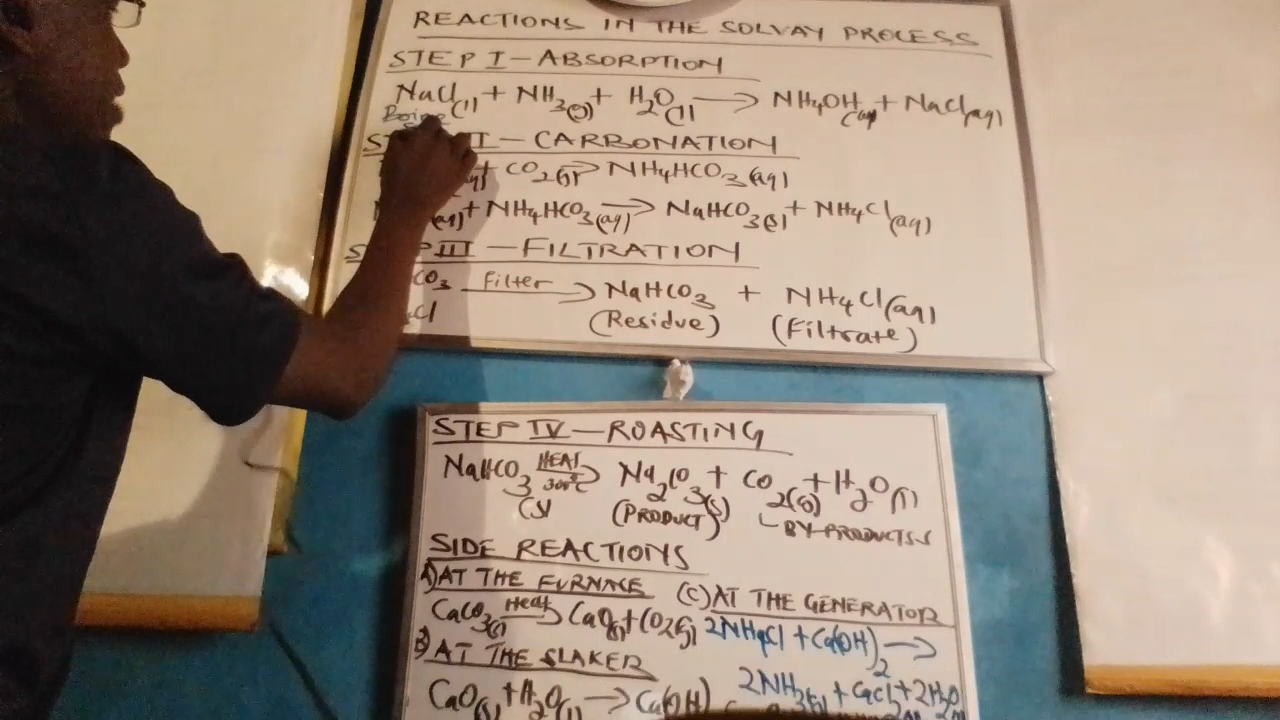 REACTIONS IN THE SOLVAY PROCESS
STEP I – ABSORPTION
NaCl(l) + NH3(g) + H2O(l) → NH4OH(aq) + NaCl(aq)
I – CARBONATION
+ CO2(g) → NH4HCO3(aq)
(aq) + NH4HCO3(aq) → NaHCO3(s) + NH4Cl(aq)
III – FILTRATION
CO3 Filter → NaHCO3 + NH4Cl(aq)
Cl (Residue) (Filtrate)
STEP IV – ROASTING
NaHCO3(s) HEAT 300°C → Na2CO3(s) + CO2(g) + H2O(l)
(PRODUCT) BY-PRODUCTS
SIDE REACTIONS
A) AT THE FURNACE
CaCO3(s) Heat → CaO(s) + CO2(g)
B) AT THE SLAKER
CaO(s) + H2O(l) → Ca(OH)
(C) AT THE GENERATOR
2NH4Cl + Ca(OH)2 →
2NH3(g) + CaCl2 + 2H2O